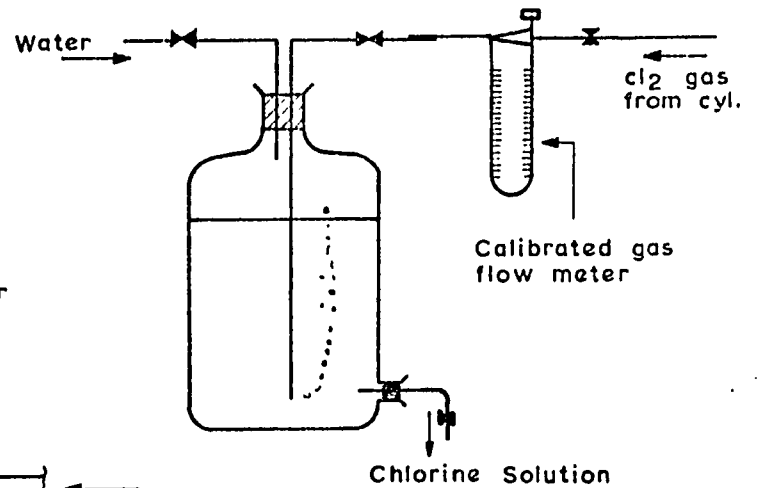 Water
cl2 gas
from cyl.
Calibrated gas
flow meter
r
Chlorine Solution